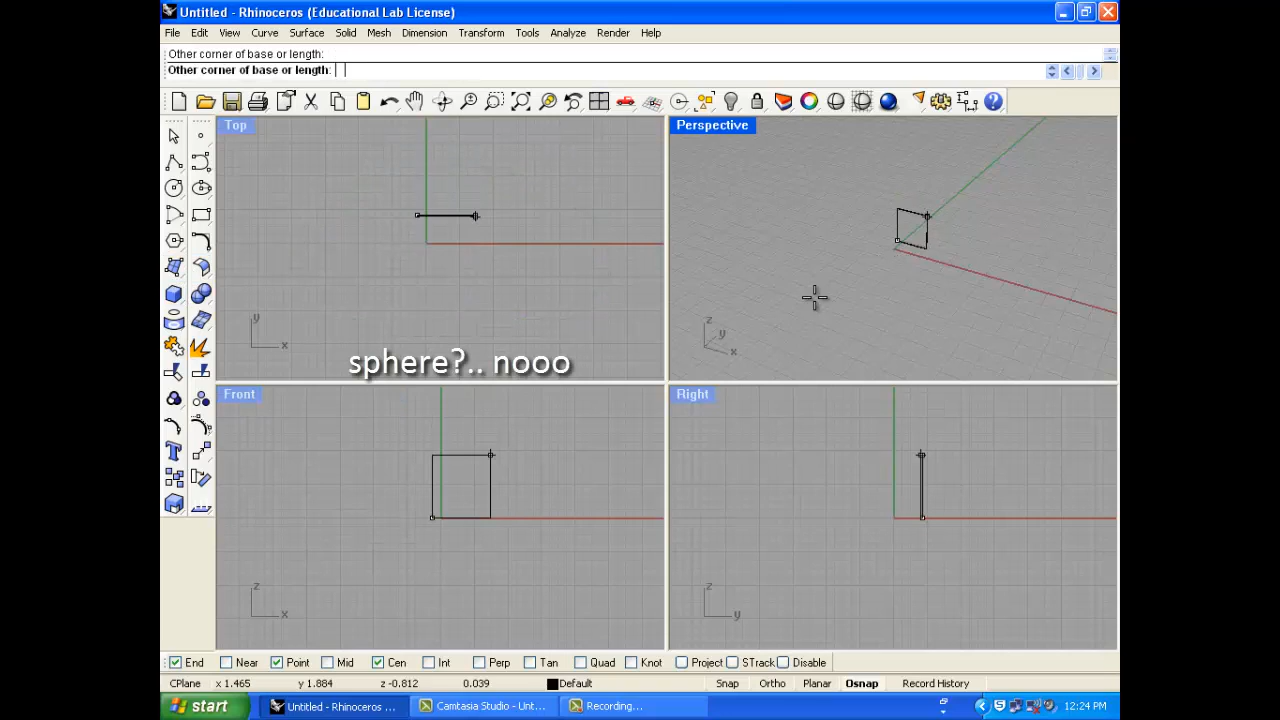 Untitled - Rhinoceros (Educational Lab License)
File Edit View Curve Surface Solid Mesh Dimension Transform Tools Analyze Render Help
Other corner of base or length:
Other corner of base or length:
Top
Perspective
y
x
z
y
x
sphere?.. nooo
Front
Right
z
x
z
y
End Near Point Mid Cen Int Perp Tan Quad Knot Project STrack Disable
CPlane x 1.465 y 1.884 z -0.812 0.039 Default Snap Ortho Planar Osnap Record History
start Untitled - Rhinoceros ... Camtasia Studio - Unt... Recording... 12:24 PM